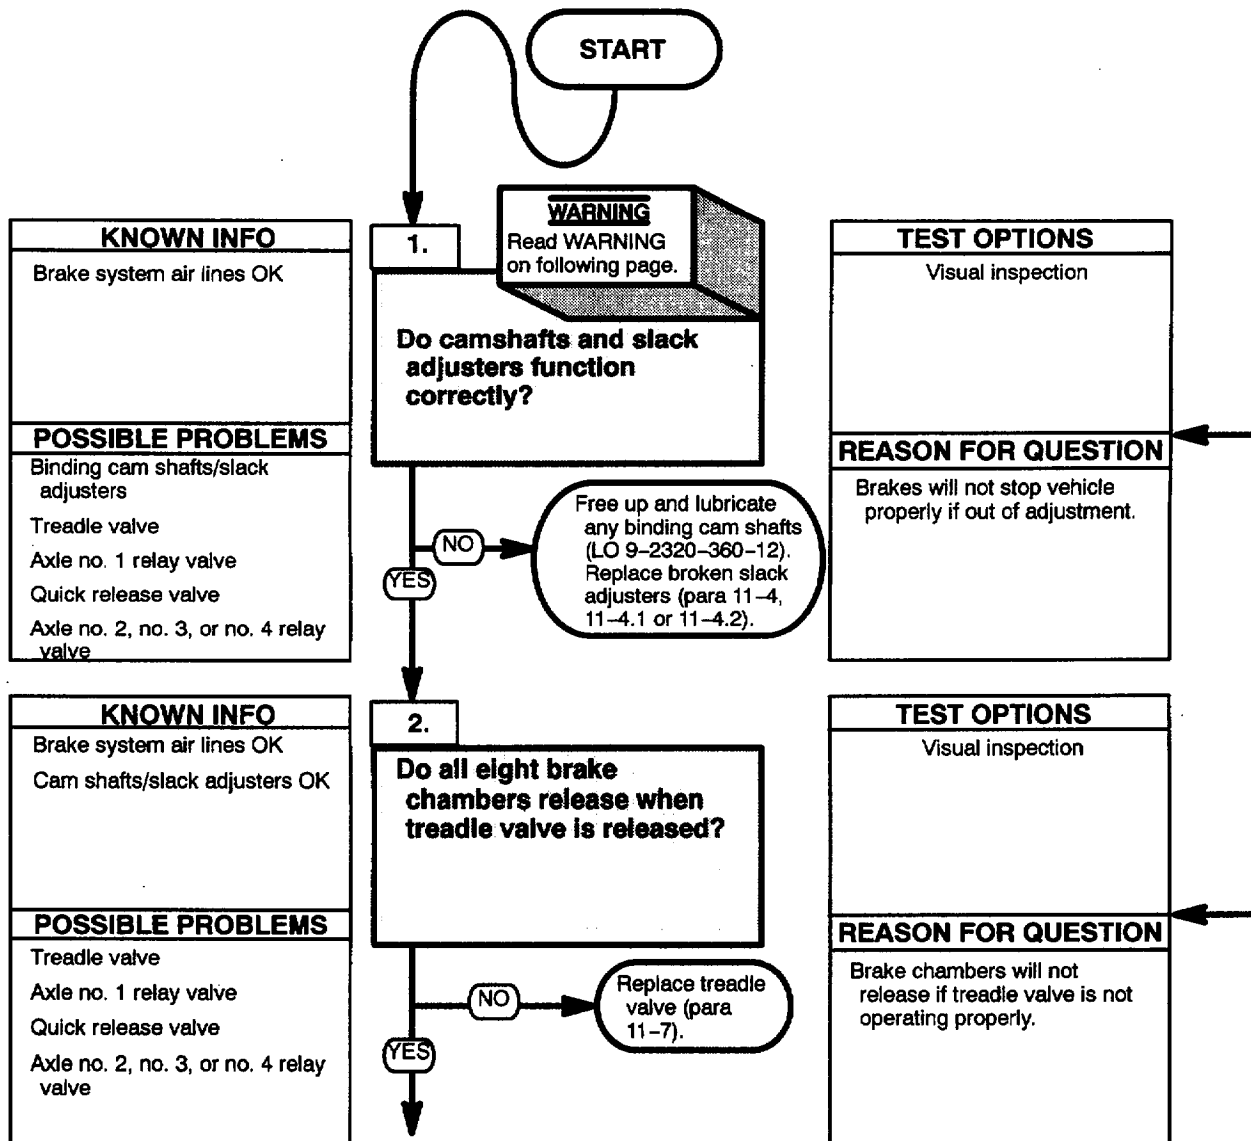 START
KNOWN INFO
Brake system air lines OK
POSSIBLE PROBLEMS
Binding cam shafts/slack
adjusters
Treadle valve
Axle no. 1 relay valve
Quick release valve
Axle no. 2, no. 3, or no. 4 relay
valve
1.
WARNING
Read WARNING
on following page.
Do camshafts and slack
adjusters function
correctly?
NO
YES
Free up and lubricate
any binding cam shafts
(LO 9–2320–360–12).
Replace broken slack
adjusters (para 11–4,
11–4.1 or 11–4.2).
TEST OPTIONS
Visual inspection
REASON FOR QUESTION
Brakes will not stop vehicle
properly if out of adjustment.
KNOWN INFO
Brake system air lines OK
Cam shafts/slack adjusters OK
POSSIBLE PROBLEMS
Treadle valve
Axle no. 1 relay valve
Quick release valve
Axle no. 2, no. 3, or no. 4 relay
valve
2.
Do all eight brake
chambers release when
treadle valve is released?
NO
YES
Replace treadle
valve (para
11–7).
TEST OPTIONS
Visual inspection
REASON FOR QUESTION
Brake chambers will not
release if treadle valve is not
operating properly.